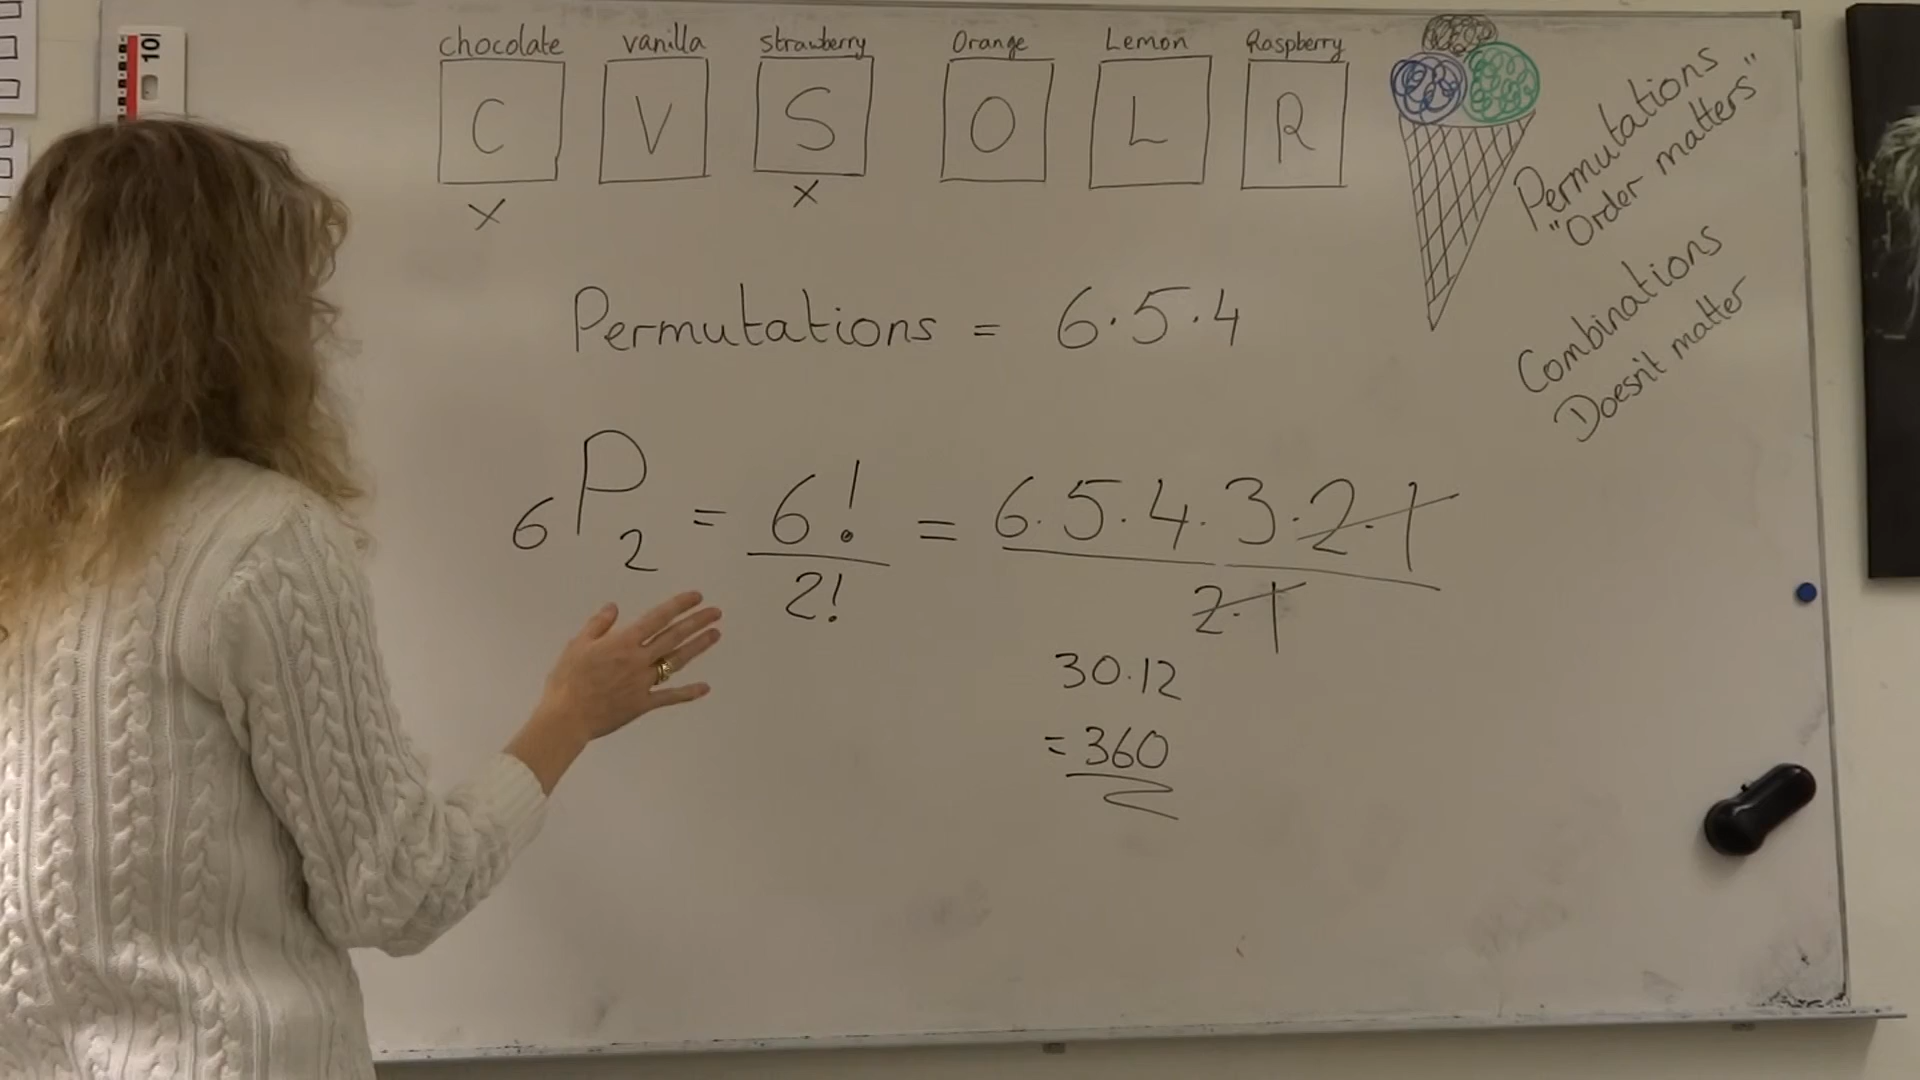 10
chocolate vanilla strawberry Orange Lemon Raspberry
C V S O L R
x x
Permutations
"Order matters"
Combinations
Doesn't matter
Permutations = 6·5·4
6P2 = 6!/2! = 6·5·4·3·2·1/2·1
30·12
=360